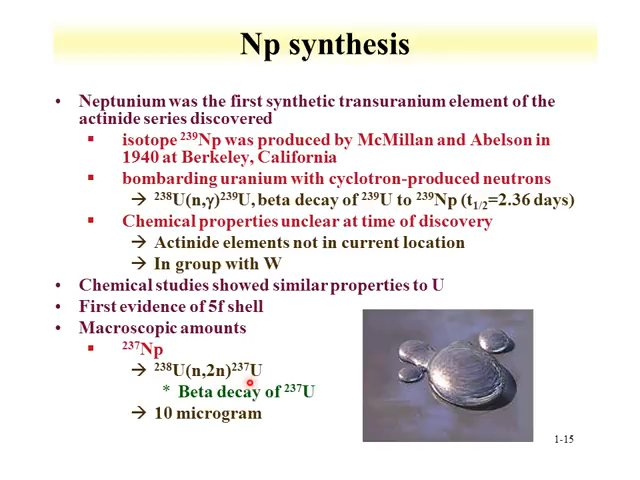 Np synthesis
• Neptunium was the first synthetic transuranium element of the
actinide series discovered
▪ isotope ²³⁹Np was produced by McMillan and Abelson in
1940 at Berkeley, California
▪ bombarding uranium with cyclotron-produced neutrons
→ ²³⁸U(n,γ)²³⁹U, beta decay of ²³⁹U to ²³⁹Np (t₁/₂=2.36 days)
▪ Chemical properties unclear at time of discovery
→ Actinide elements not in current location
→ In group with W
• Chemical studies showed similar properties to U
• First evidence of 5f shell
• Macroscopic amounts
▪ ²³⁷Np
→ ²³⁸U(n,2n)²³⁷U
* Beta decay of ²³⁷U
→ 10 microgram
1-15